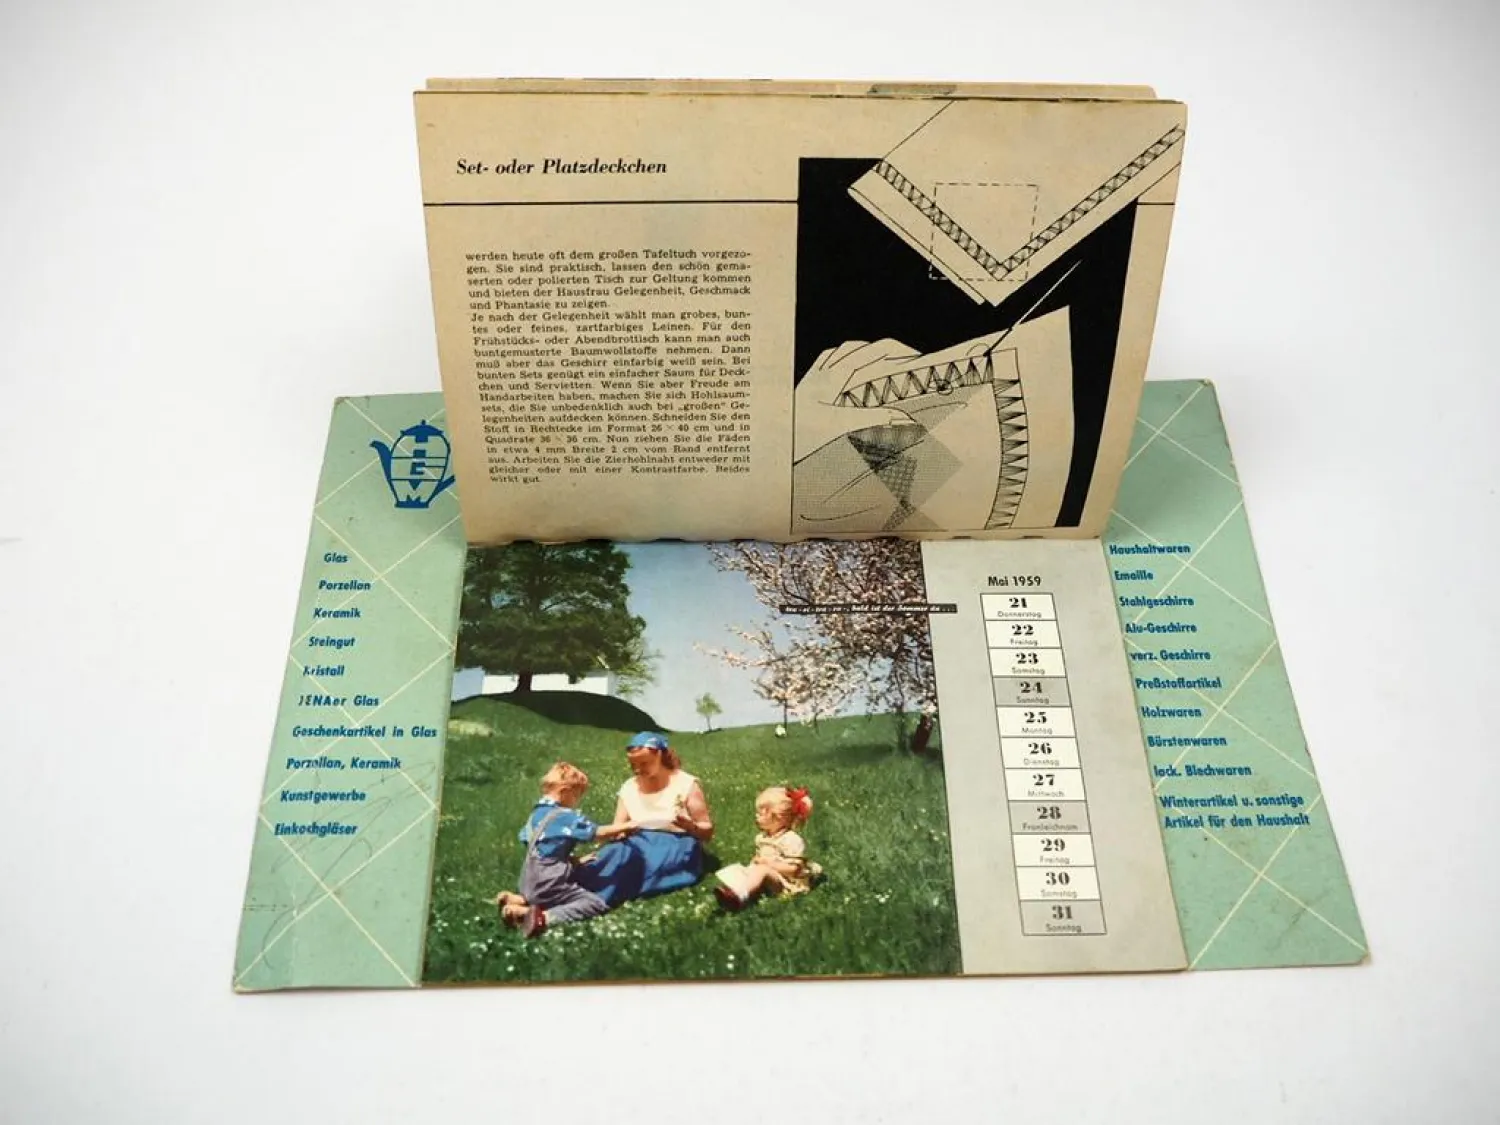 Set- oder Platzdeckchen
werden heute oft dem großen Tafeltuch vorgezo-
gen. Sie sind praktisch, lassen den schön gema-
serten oder polierten Tisch zur Geltung kommen
und bieten der Hausfrau Gelegenheit, Geschmack
und Phantasie zu zeigen.
Je nach der Gelegenheit wählt man grobes, bun-
tes oder feines, zartfarbiges Leinen. Für den
Frühstücks- oder Abendbrottisch kann man auch
buntgemusterte Baumwollstoffe nehmen. Dann
muß aber das Geschirr einfarbig weiß sein. Bei
bunten Sets genügt ein einfacher Saum für Deck-
chen und Servietten. Wenn Sie aber Freude am
Handarbeiten haben, machen Sie sich Hohlsaum-
sets, die Sie unbedenklich auch bei „großen“ Ge-
legenheiten aufdecken können. Schneiden Sie den
Stoff in Rechtecke im Format 26 × 40 cm und in
Quadrate 36 × 36 cm. Nun ziehen Sie die Fäden
in etwa 4 mm Breite 2 cm vom Rand entfernt
aus. Arbeiten Sie die Zierhohlnaht entweder mit
gleicher oder mit einer Kontrastfarbe. Beides
wirkt gut.
Glas
Porzellan
Keramik
Steingut
Kristall
JENAer Glas
Geschenkartikel in Glas
Porzellan, Keramik
Kunstgewerbe
Einkochgläser
bald ist der Sommer da...
Mai 1959
21
Donnerstag
22
Freitag
23
Samstag
24
Sonntag
25
Montag
26
Dienstag
27
Mittwoch
28
Fronleichnam
29
Freitag
30
Samstag
31
Sonntag
Haushaltwaren
Emaille
Stahlgeschirre
Alu-Geschirre
verz. Geschirre
Preßstoffartikel
Holzwaren
Bürstenwaren
lack. Blechwaren
Winterartikel u. sonstige
Artikel für den Haushalt